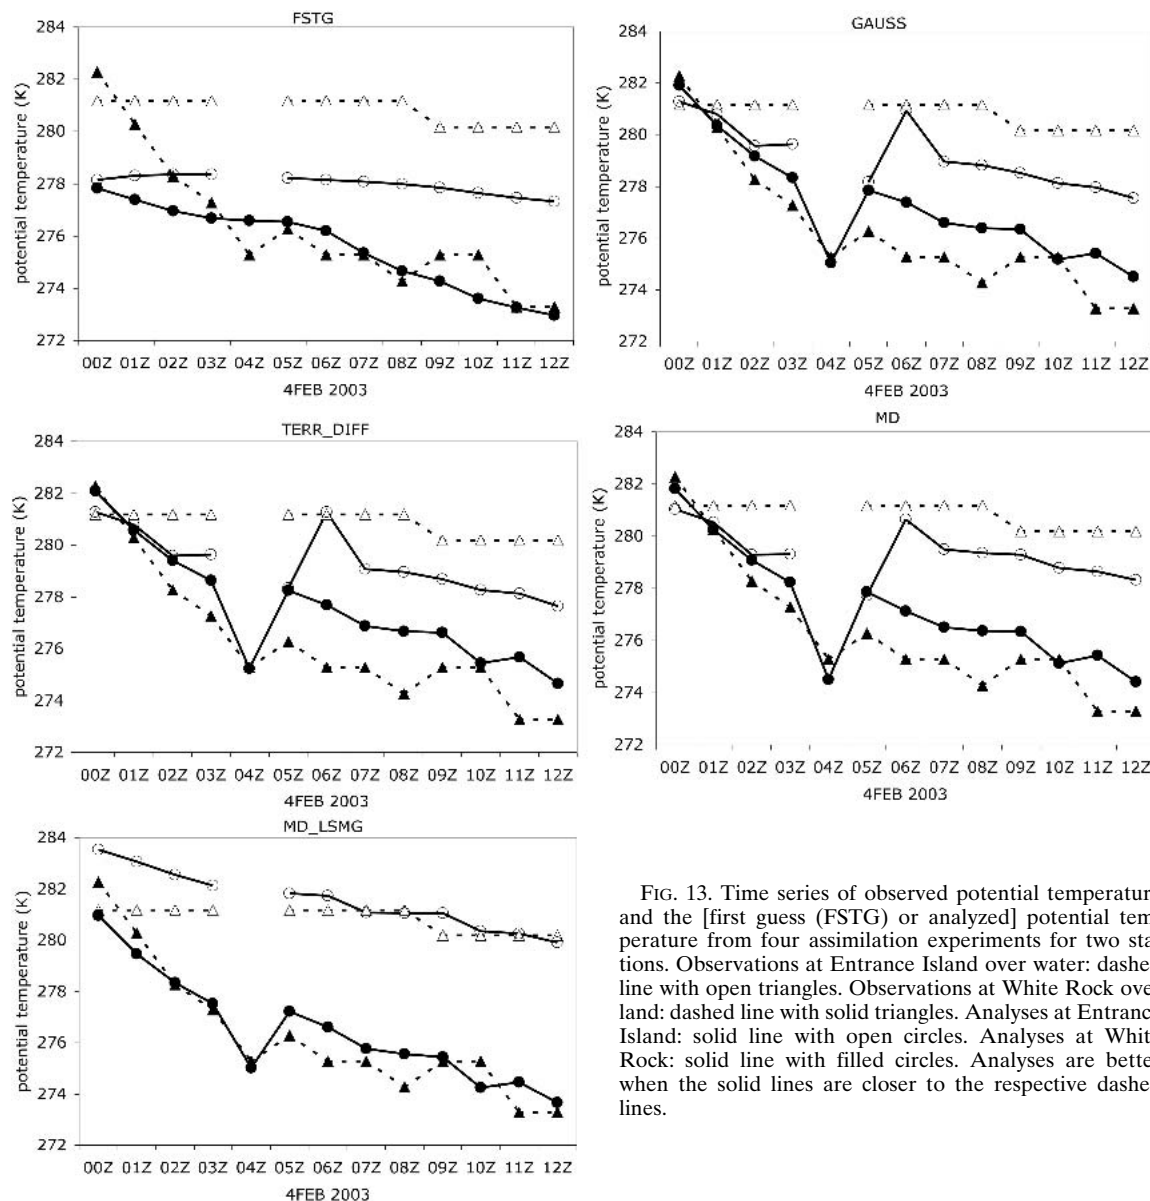 FSTG
284
282
280
278
276
274
272
potential temperature (K)
00Z 01Z 02Z 03Z 04Z 05Z 06Z 07Z 08Z 09Z 10Z 11Z 12Z
4FEB 2003
GAUSS
284
282
280
278
276
274
272
potential temperature (K)
00Z 01Z 02Z 03Z 04Z 05Z 06Z 07Z 08Z 09Z 10Z 11Z 12Z
4FEB 2003
TERR_DIFF
284
282
280
278
276
274
272
potential temperature (K)
00Z 01Z 02Z 03Z 04Z 05Z 06Z 07Z 08Z 09Z 10Z 11Z 12Z
4FEB 2003
MD
284
282
280
278
276
274
272
potential temperature (K)
00Z 01Z 02Z 03Z 04Z 05Z 06Z 07Z 08Z 09Z 10Z 11Z 12Z
4FEB 2003
MD_LSMG
284
282
280
278
276
274
272
potential temperature (K)
00Z 01Z 02Z 03Z 04Z 05Z 06Z 07Z 08Z 09Z 10Z 11Z 12Z
4FEB 2003
FIG. 13. Time series of observed potential temperatur
and the [first guess (FSTG) or analyzed] potential tem
perature from four assimilation experiments for two sta
tions. Observations at Entrance Island over water: dashe
line with open triangles. Observations at White Rock ove
land: dashed line with solid triangles. Analyses at Entranc
Island: solid line with open circles. Analyses at Whit
Rock: solid line with filled circles. Analyses are bette
when the solid lines are closer to the respective dashe
lines.